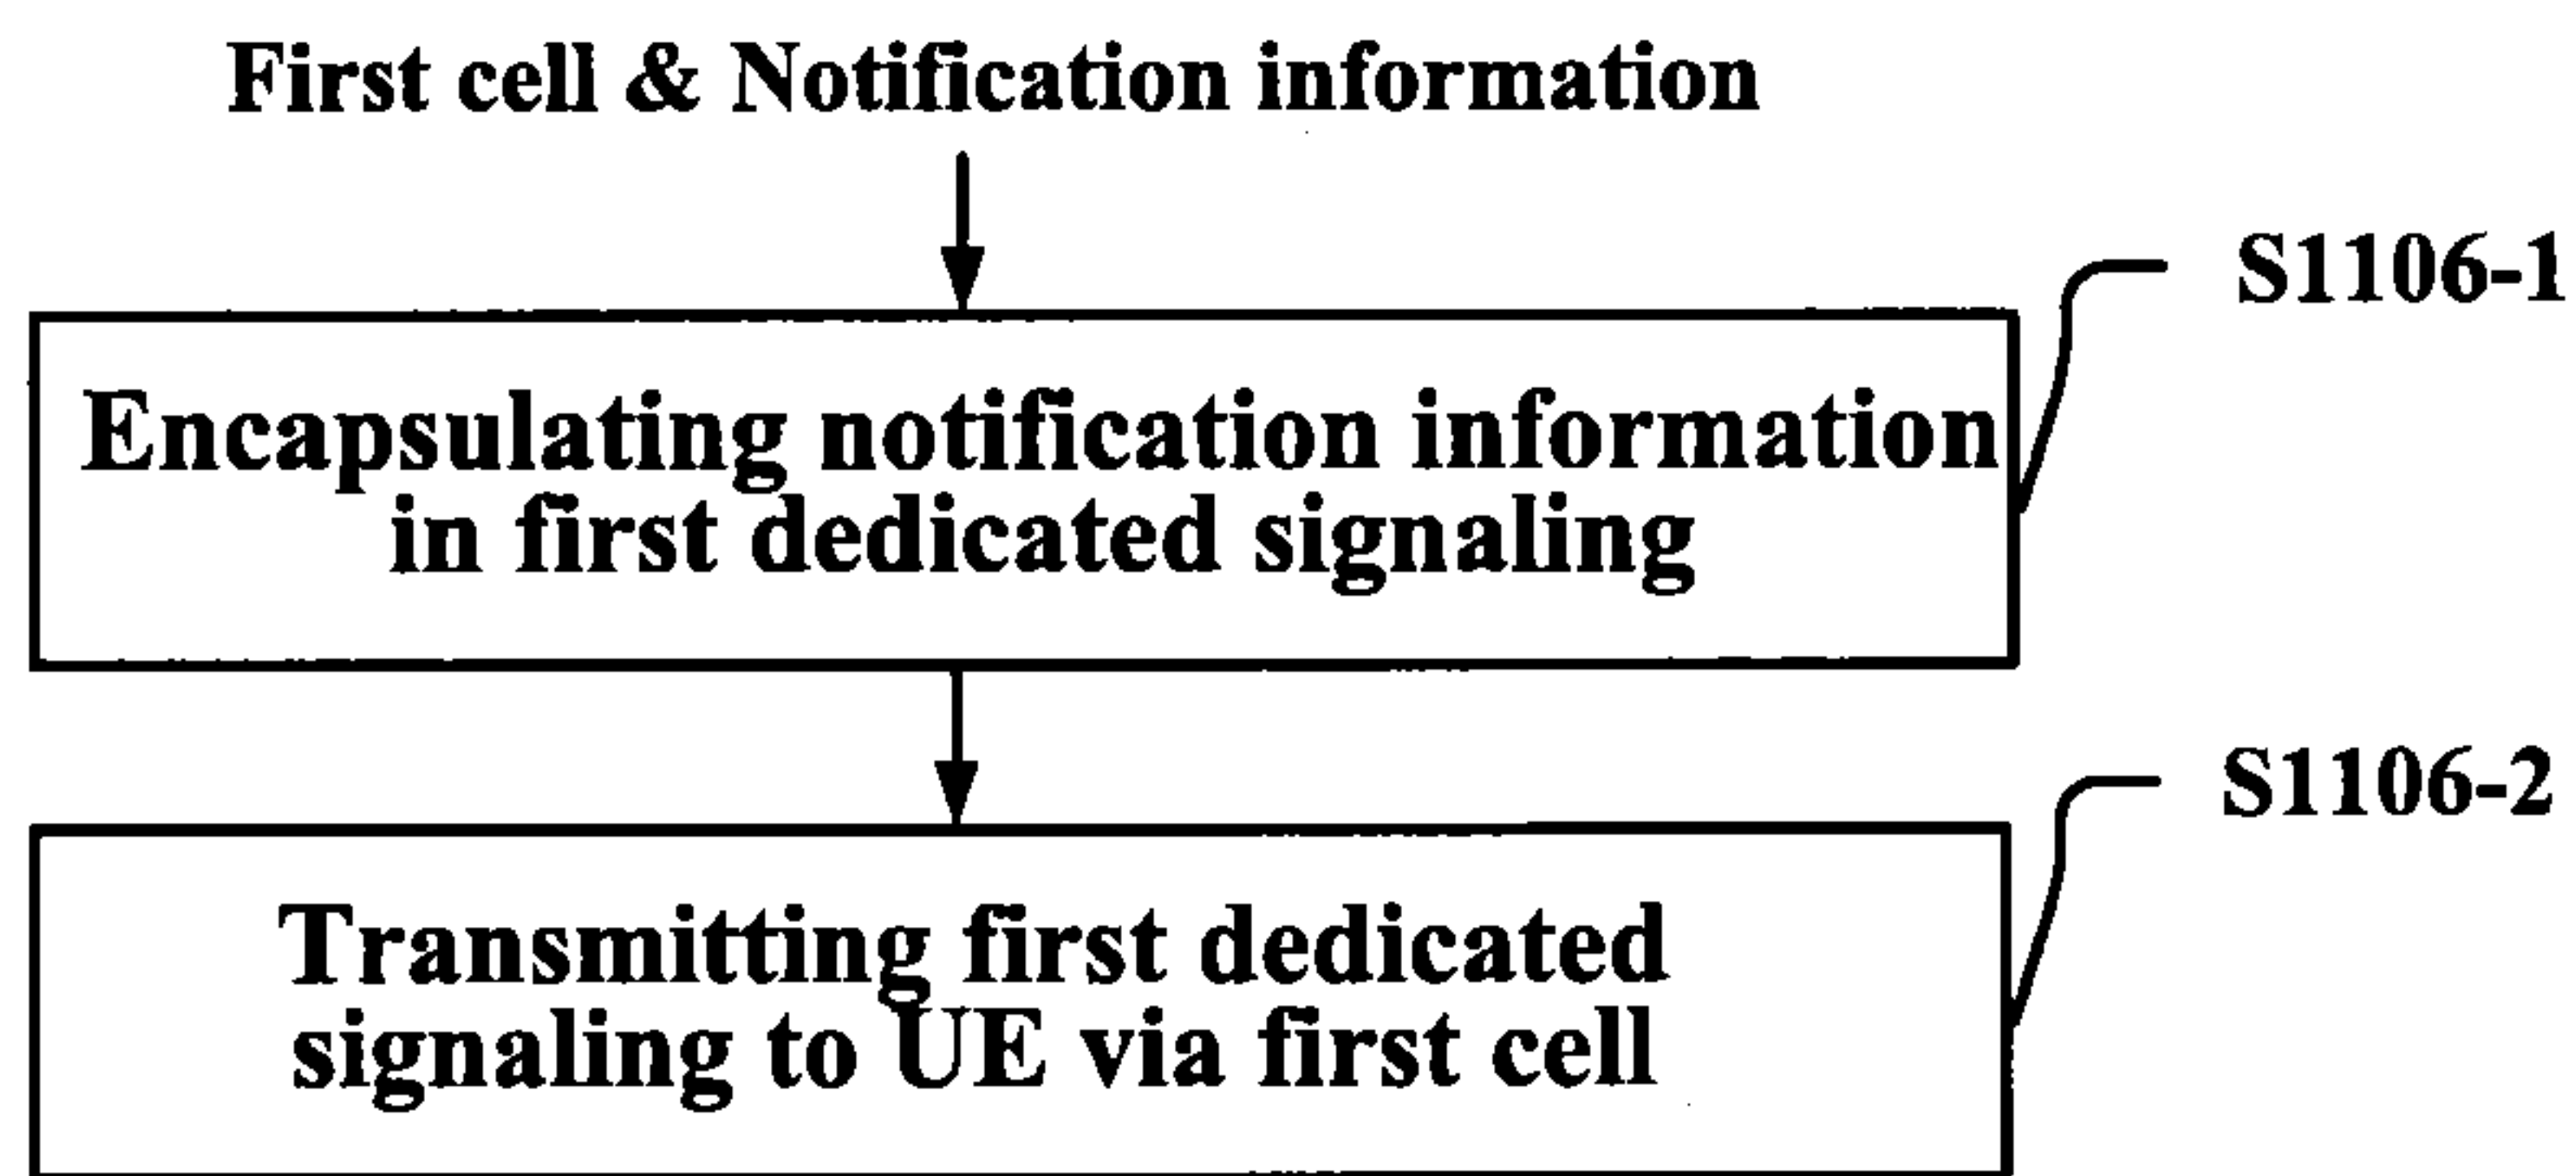 First cell & Notification information
S1106-1
Encapsulating notification information
in first dedicated signaling
S1106-2
Transmitting first dedicated
signaling to UE via first cell